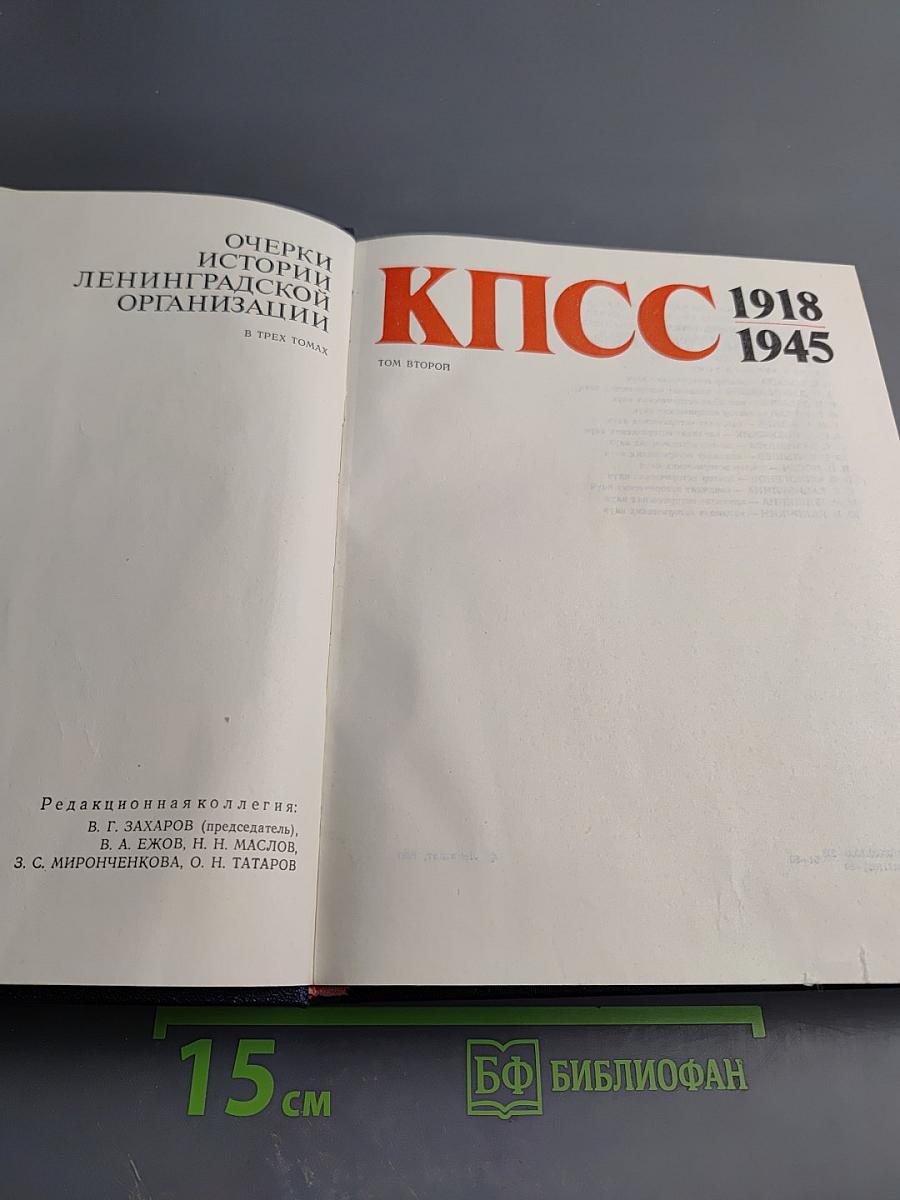 ОЧЕРКИ
ИСТОРИИ
ЛЕНИНГРАДСКОЙ
ОРГАНИЗАЦИИ
В ТРЕХ ТОМАХ
Редакционная коллегия:
В. Г. ЗАХАРОВ (председатель),
В. А. ЕЖОВ, Н. Н. МАСЛОВ,
З. С. МИРОНЧЕНКОВА, О. Н. ТАТАРОВ
КПСС
1918
1945
ТОМ ВТОРОЙ
15 см
БФ БИБЛИОФАН